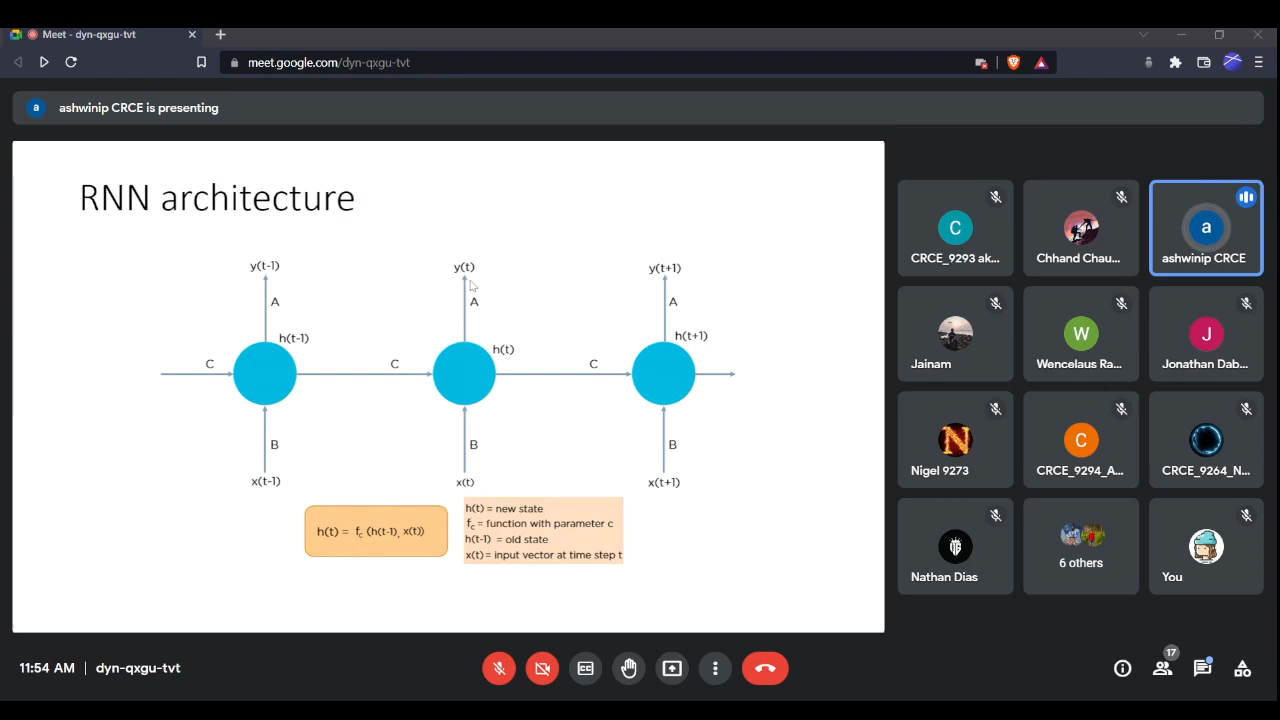 Meet - dyn-qxgu-tvt
meet.google.com/dyn-qxgu-tvt
a ashwinip CRCE is presenting
RNN architecture
y(t-1) y(t) y(t+1)
A A A
h(t-1) h(t) h(t+1)
C C C
B B B
x(t-1) x(t) x(t+1)
h(t) = fc (h(t-1), x(t))
h(t) = new state
fc = function with parameter c
h(t-1) = old state
x(t) = input vector at time step t
C
CRCE_9293 ak...
Chhand Chau...
a
ashwinip CRCE
Jainam
W
Wencelaus Ra...
J
Jonathan Dab...
N
Nigel 9273
C
CRCE_9294_A...
CRCE_9264_N...
Nathan Dias
6 others
You
11:54 AM | dyn-qxgu-tvt
17